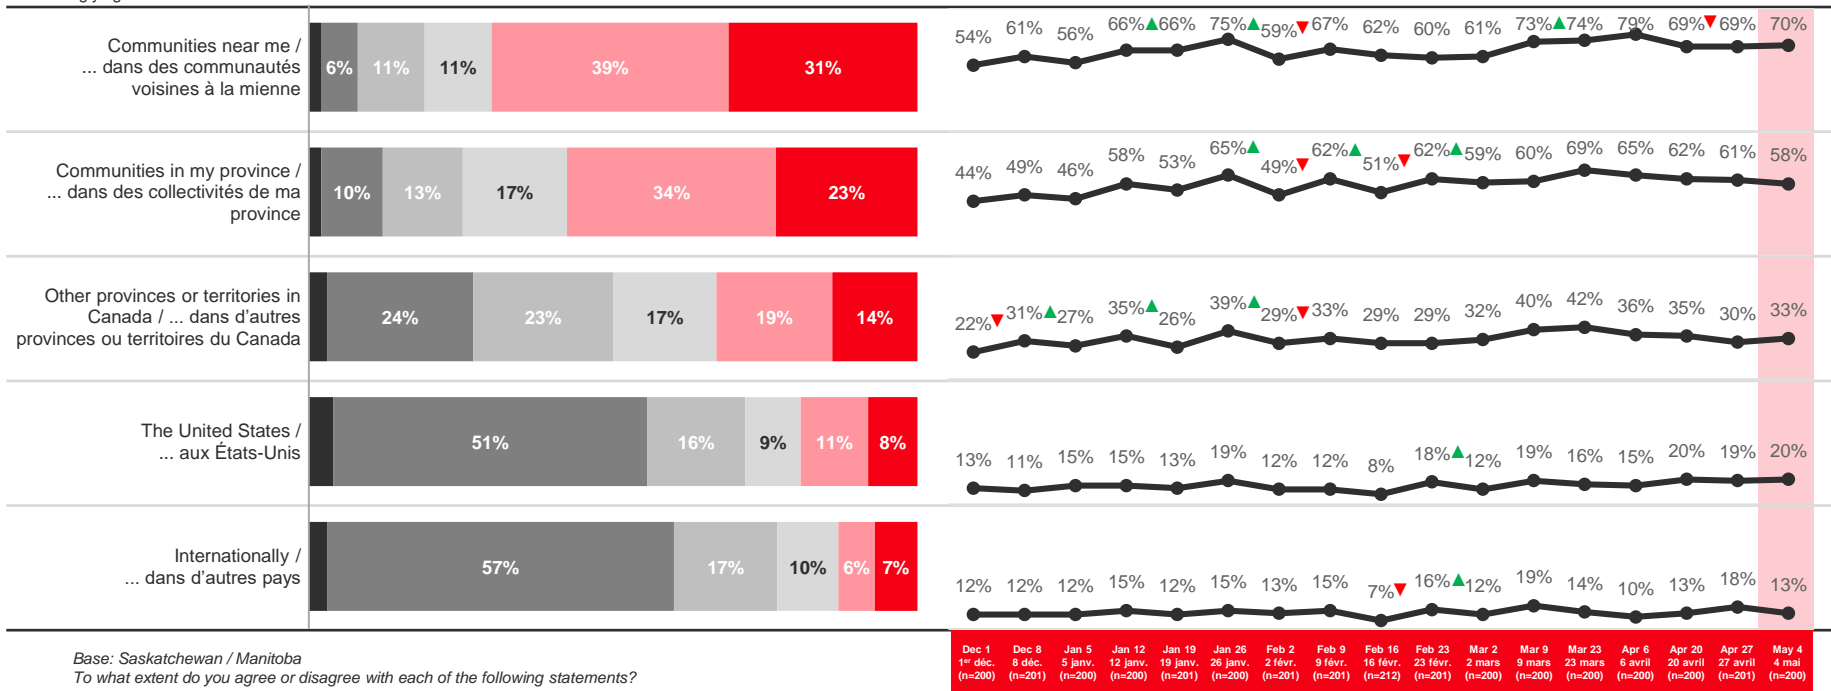 Communities near me /
... dans des communautés
voisines à la mienne
6% 11% 11% 39% 31%
54% 61% 56% 66% 66% 75% 59% 67% 62% 60% 61% 73% 74% 79% 69% 69% 70%
Communities in my province /
... dans des collectivités de ma
province
10% 13% 17% 34% 23%
44% 49% 46% 58% 53% 65% 49% 62% 51% 62% 59% 60% 69% 65% 62% 61% 58%
Other provinces or territories in
Canada / ... dans d'autres
provinces ou territoires du Canada
24% 23% 17% 19% 14%
22% 31% 27% 35% 26% 39% 29% 33% 29% 29% 32% 40% 42% 36% 35% 30% 33%
The United States /
... aux États-Unis
51% 16% 9% 11% 8%
13% 11% 15% 15% 13% 19% 12% 12% 8% 18% 12% 19% 16% 15% 20% 19% 20%
Internationally /
... dans d'autres pays
57% 17% 10% 6% 7%
12% 12% 12% 15% 12% 15% 13% 15% 7% 16% 12% 19% 14% 10% 13% 18% 13%
Dec 1 Dec 8 Jan 5 Jan 12 Jan 19 Jan 26 Feb 2 Feb 9 Feb 16 Feb 23 Mar 2 Mar 9 Mar 23 Apr 6 Apr 20 Apr 27 May 4
1er déc. 8 déc. 5 janv. 12 janv. 19 janv. 26 janv. 2 févr. 9 févr. 16 févr. 23 févr. 2 mars 9 mars 23 mars 6 avril 20 avril 27 avril 4 mai
(n=200) (n=201) (n=200) (n=200) (n=201) (n=200) (n=201) (n=201) (n=212) (n=201) (n=200) (n=200) (n=200) (n=200) (n=200) (n=201) (n=200)
Base: Saskatchewan / Manitoba
To what extent do you agree or disagree with each of the following statements?